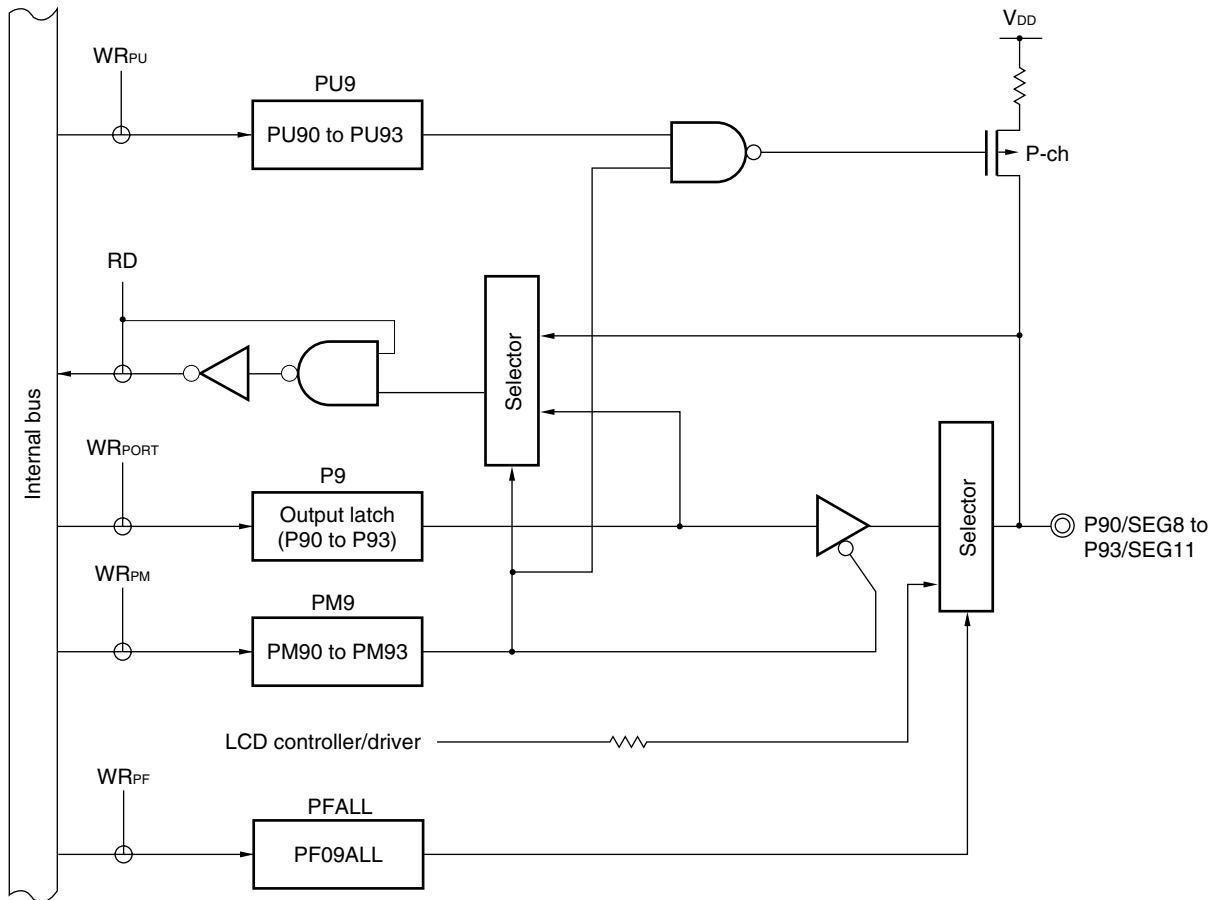 VDD
WRPU
PU9
PU90 to PU93
P-ch
RD
Selector
Internal bus
WRPORT
P9
Output latch
(P90 to P93)
Selector
P90/SEG8 to
P93/SEG11
WRPM
PM9
PM90 to PM93
LCD controller/driver
WRPF
PFALL
PF09ALL